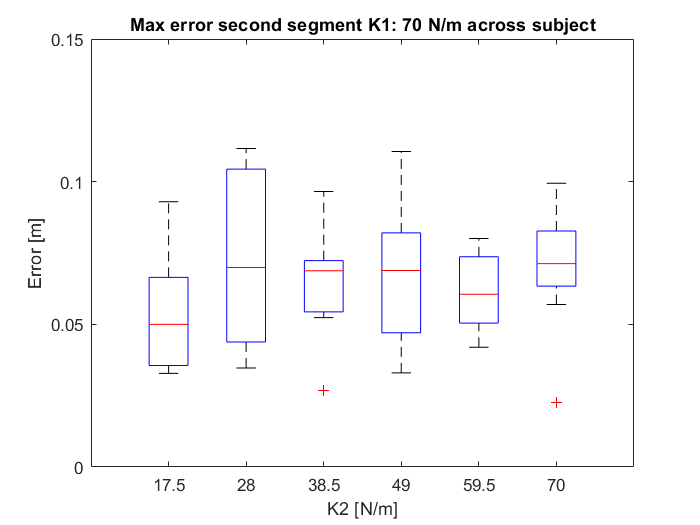 Max error second segment K1: 70 N/m across subject
0.15
0.1
0.05
0
Error [m]
17.5 28 38.5 49 59.5 70
K2 [N/m]